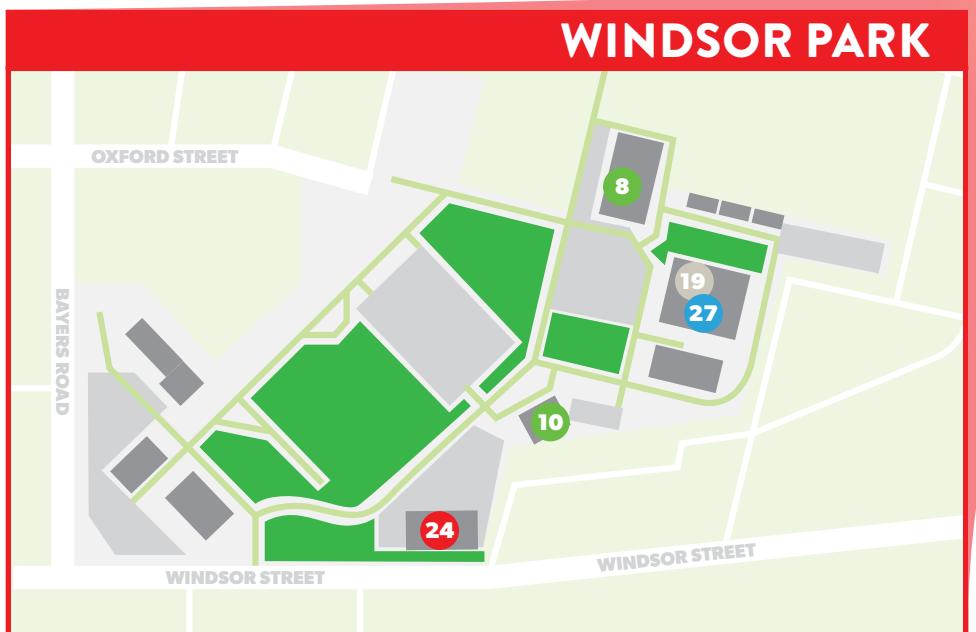 WINDSOR PARK
OXFORD STREET
8
19
27
BAYERS ROAD
10
24
WINDSOR STREET
WINDSOR STREET